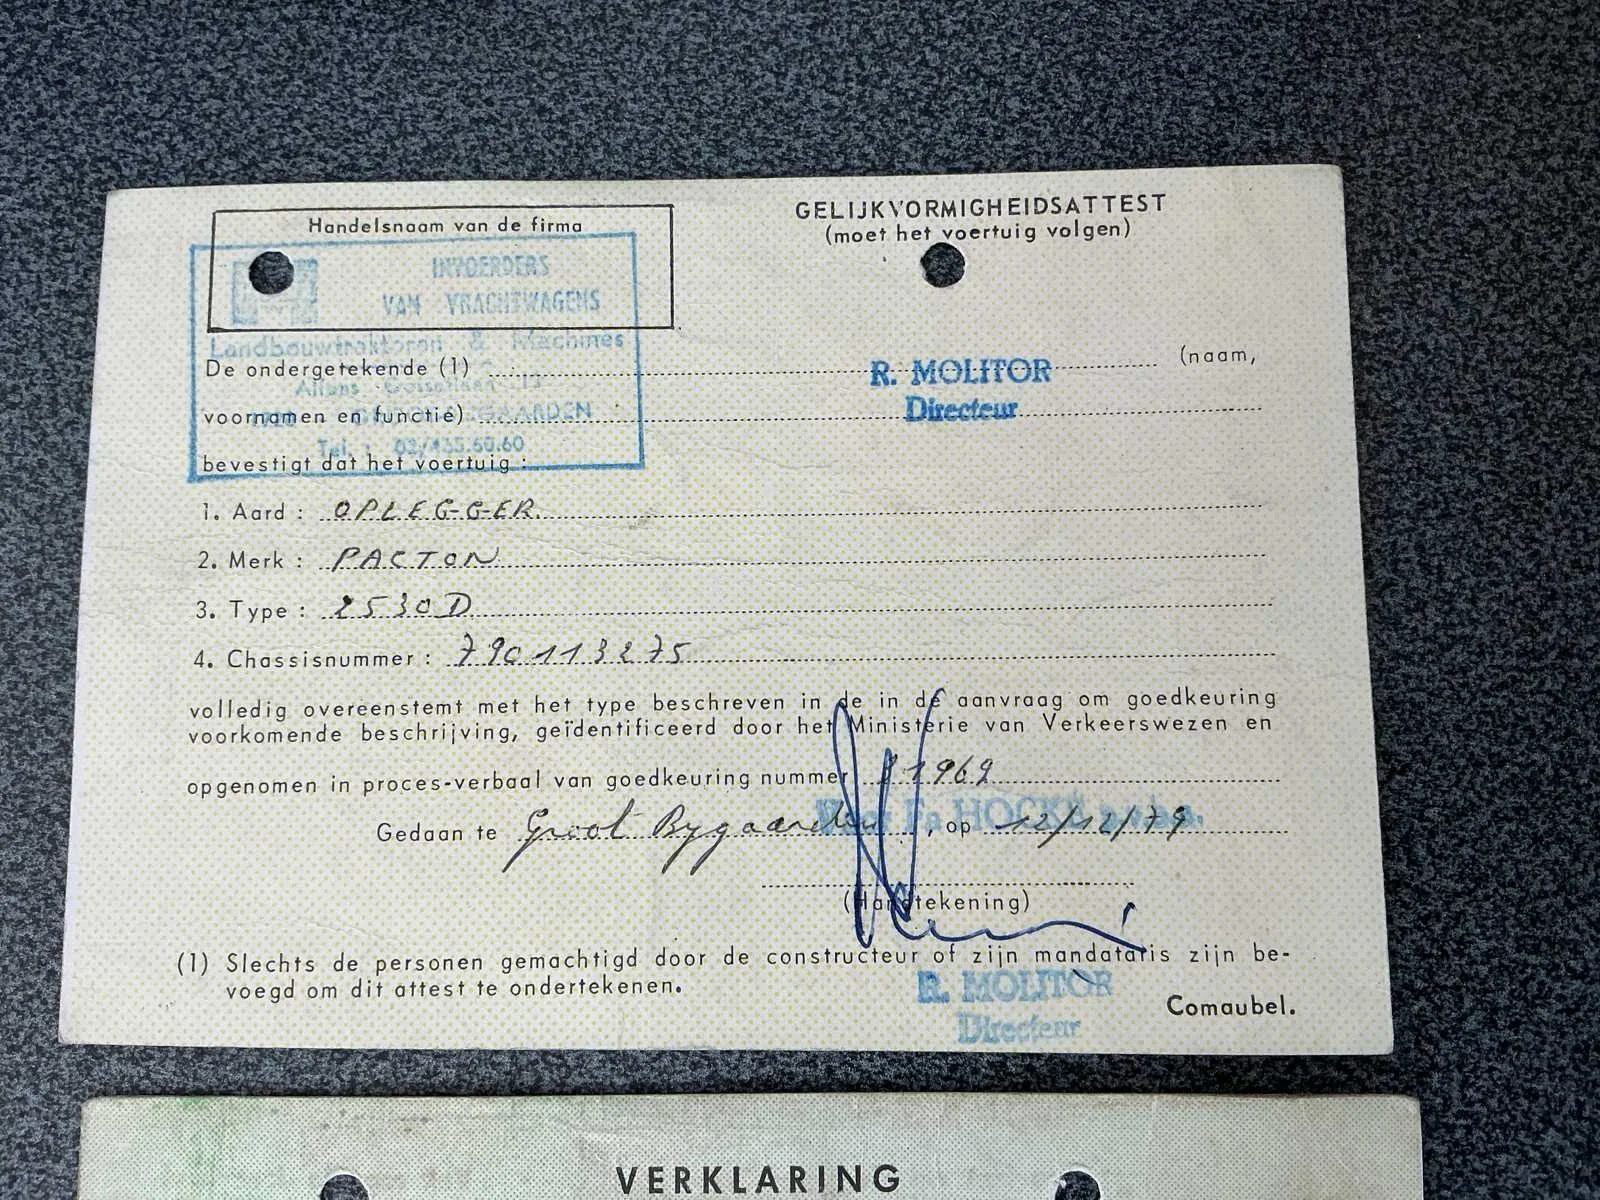 Handelsnaam van de firma
GELIJKVORMIGHEIDSATTEST
(moet het voertuig volgen)
INVOERDERS
VAN VRACHTWAGENS
Landbouwtraktoren & Machines
De ondergetekende (1) R. MOLITOR (naam,
voornamen en functie) Directeur
Tel. : 02/465.60.60
bevestigt dat het voertuig :
1. Aard : OPLEGGER.
2. Merk : PACTON
3. Type : 2530D
4. Chassisnummer : 790113275
volledig overeenstemt met het type beschreven in de in de aanvraag om goedkeuring
voorkomende beschrijving, geïdentificeerd door het Ministerie van Verkeerswezen en
opgenomen in proces-verbaal van goedkeuring nummer 1969
Voor Fa HOCKÉ
Gedaan te Groot Bygaarden, op 12/12/79
(Handtekening)
(1) Slechts de personen gemachtigd door de constructeur of zijn mandataris zijn be-
voegd om dit attest te ondertekenen.
R. MOLITOR
Directeur
Comaubel.
VERKLARING